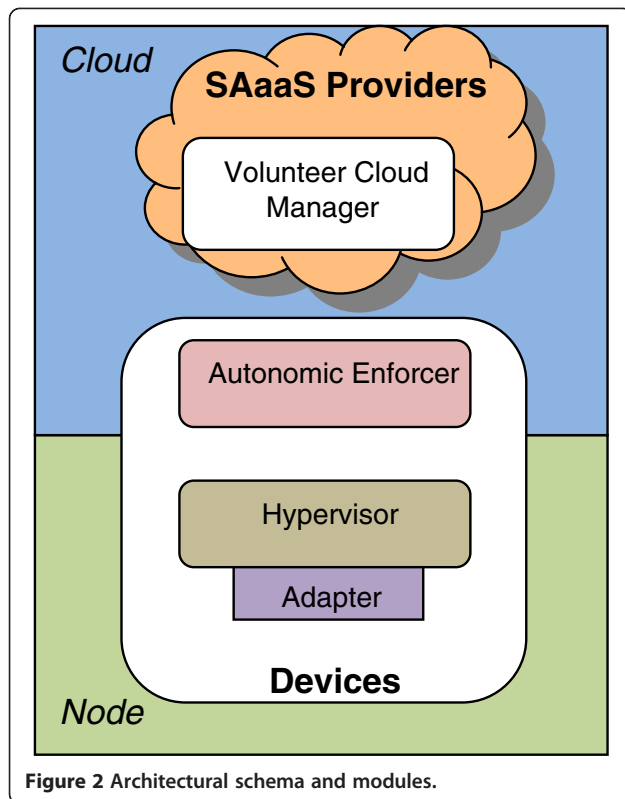 Cloud
SAaaS Providers
Volunteer Cloud
Manager
Autonomic Enforcer
Hypervisor
Adapter
Devices
Node
Figure 2 Architectural schema and modules.